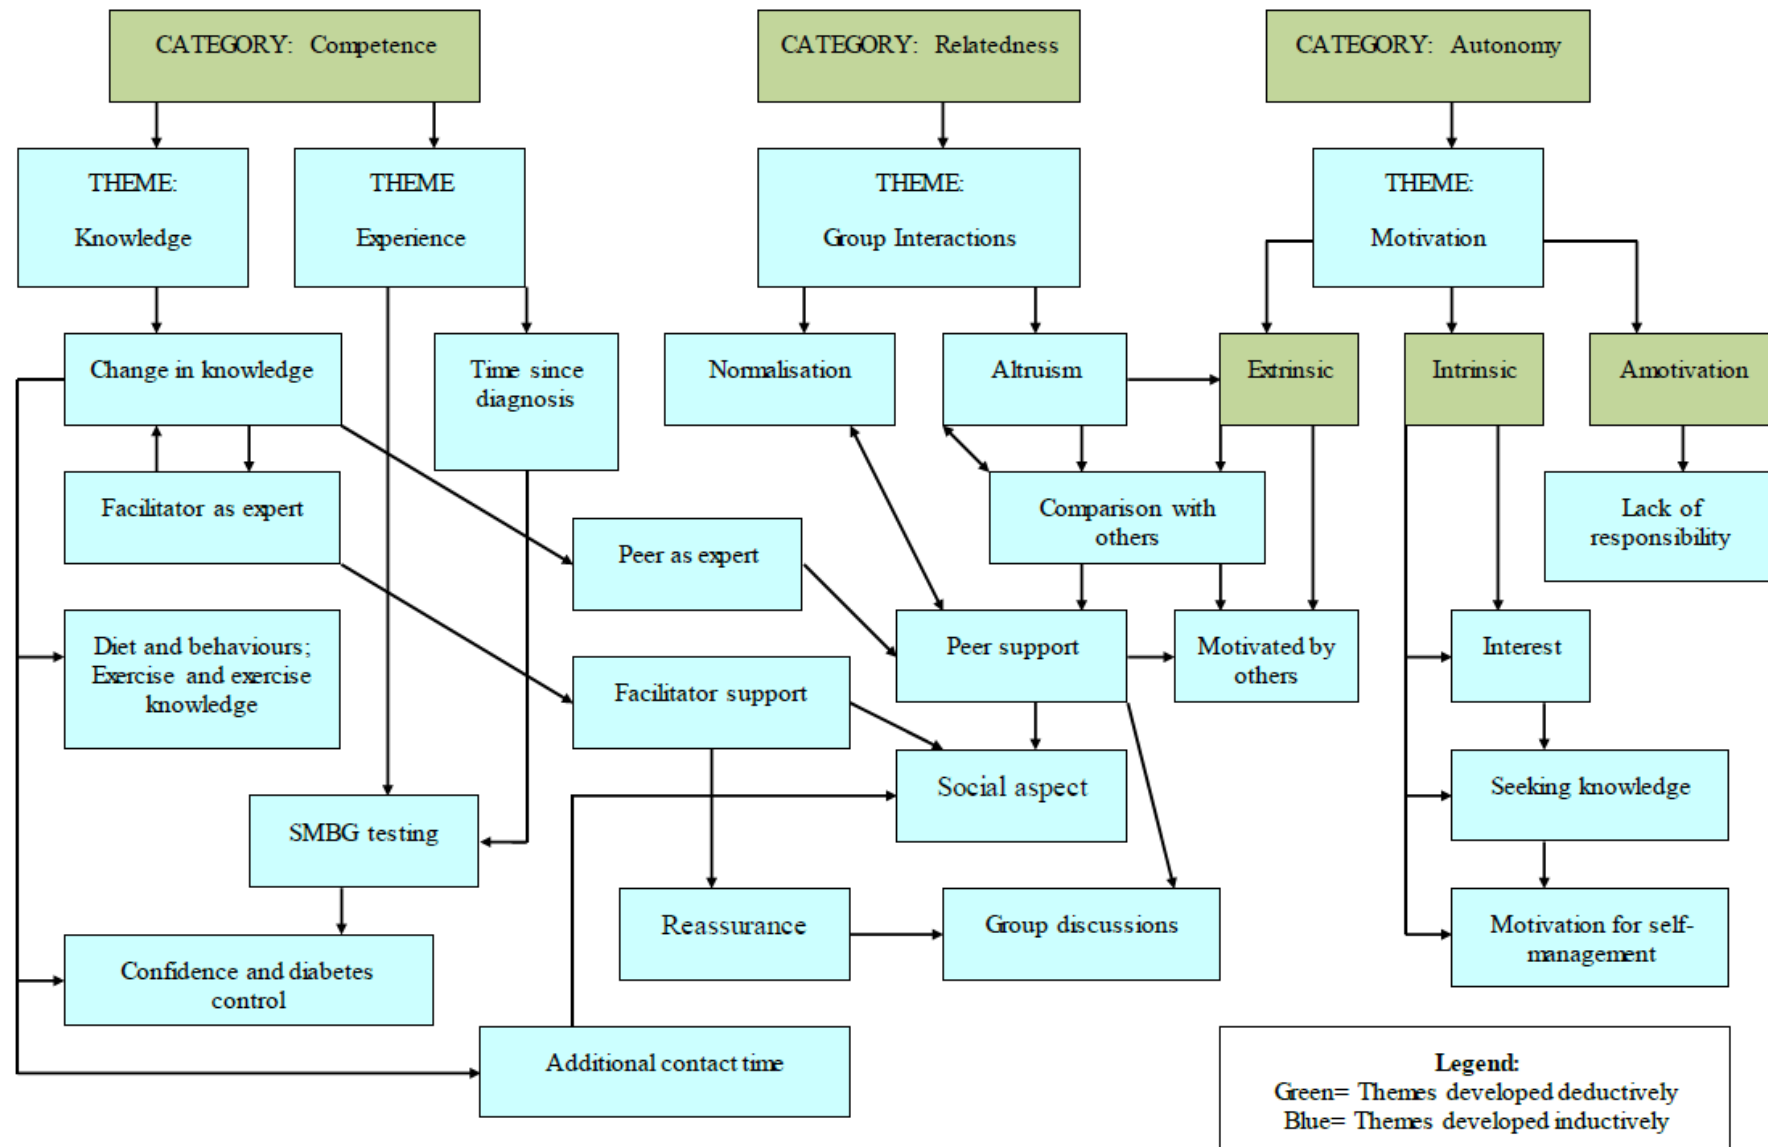 CATEGORY: Competence
CATEGORY: Relatedness
CATEGORY: Autonomy
THEME:
Knowledge
THEME
Experience
THEME:
Group Interactions
THEME:
Motivation
Change in knowledge
Time since
diagnosis
Normalisation
Altruism
Extrinsic
Intrinsic
Amotivation
Facilitator as expert
Comparison with
others
Lack of
responsibility
Peer as expert
Diet and behaviours;
Exercise and exercise
knowledge
Peer support
Motivated by
others
Interest
Facilitator support
Social aspect
Seeking knowledge
SMBG testing
Reassurance
Group discussions
Motivation for self-
management
Confidence and diabetes
control
Additional contact time
Legend:
Green= Themes developed deductively
Blue= Themes developed inductively